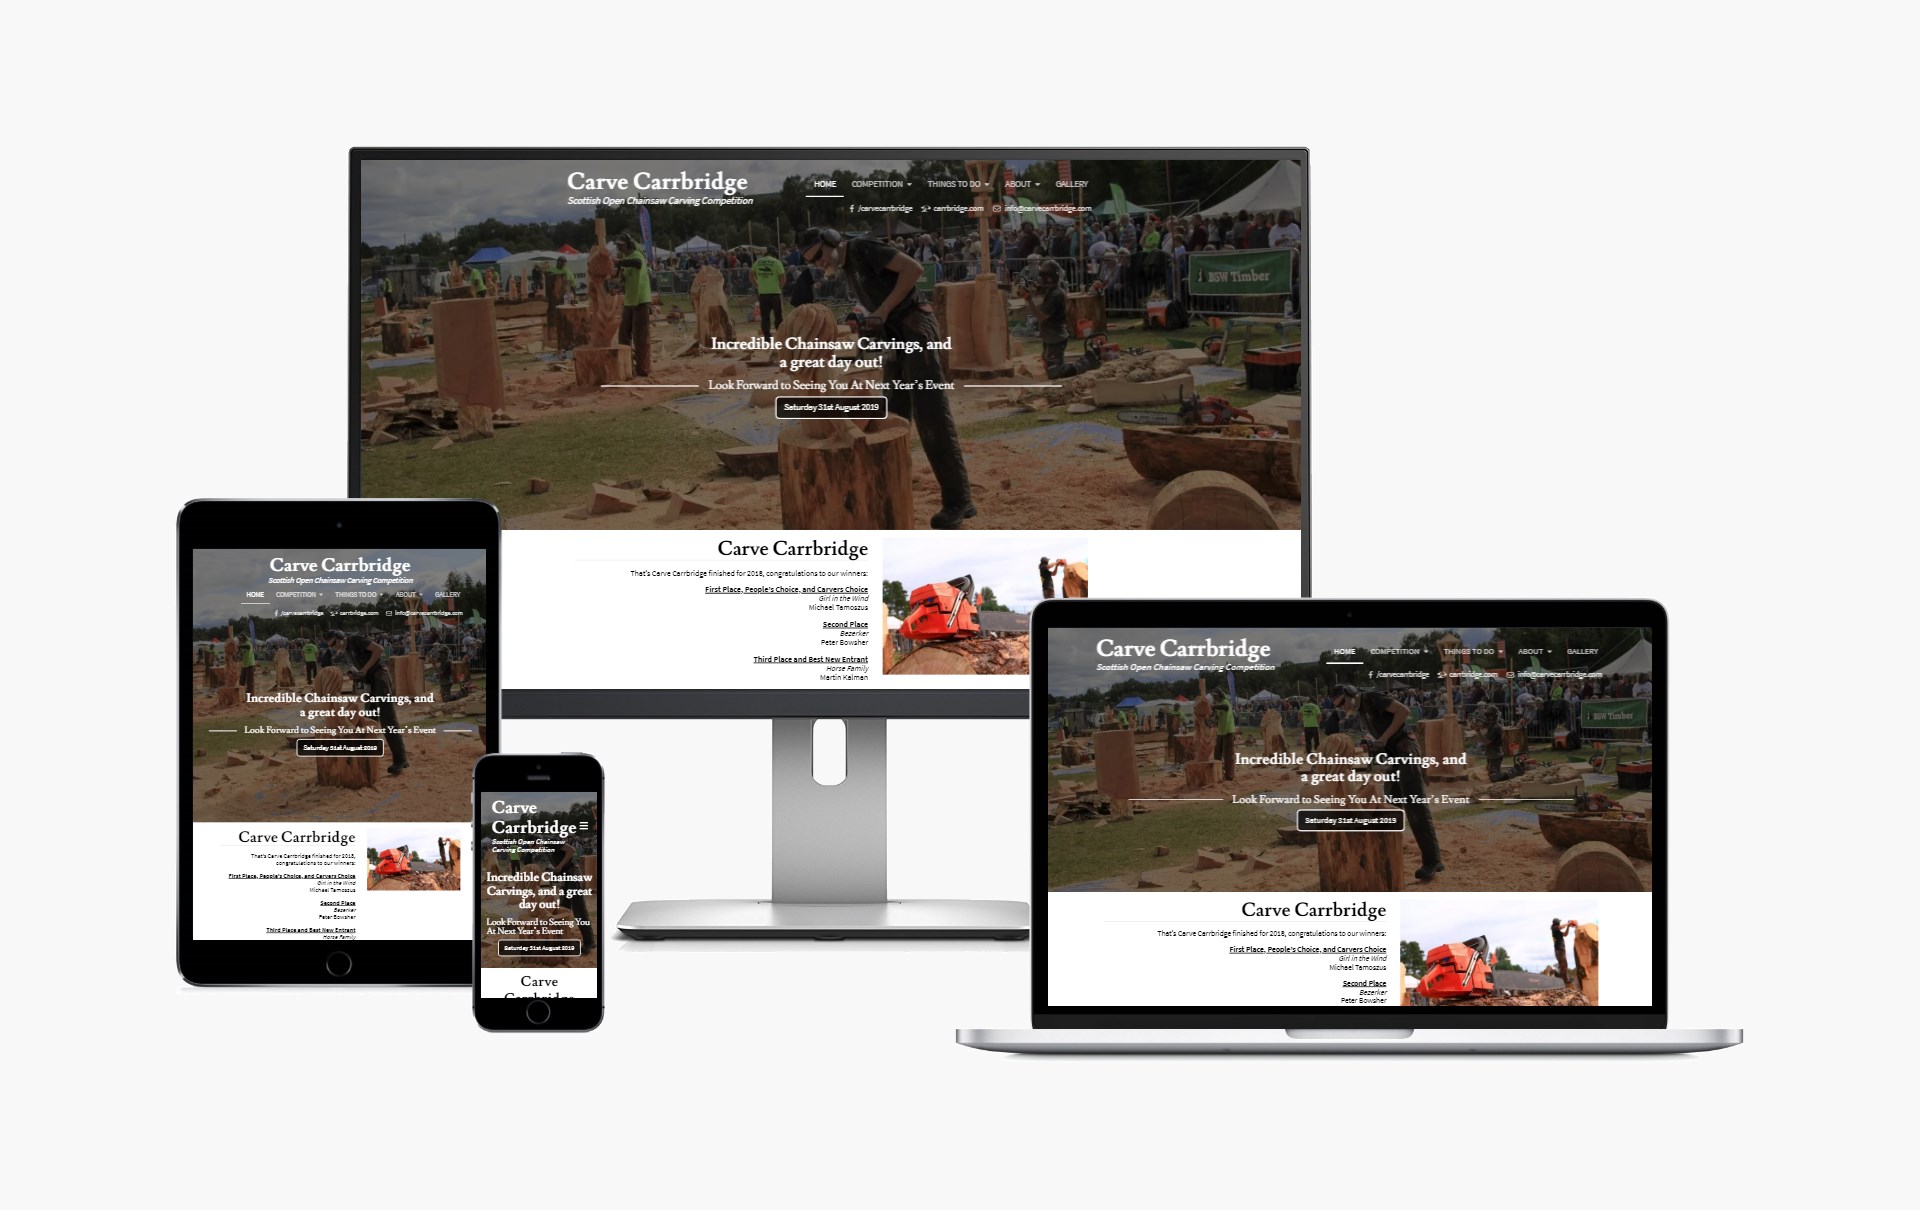 Carve Carrbridge
Scottish Open Chainsaw Carving Competition
HOME COMPETITION THINGS TO DO ABOUT GALLERY
/carvecarrbridge carrbridge.com info@carvecarrbridge.com
BSW Timber
Incredible Chainsaw Carvings, and
a great day out!
Look Forward to Seeing You At Next Year's Event
Saturday 31st August 2019
Carve Carrbridge
That's Carve Carrbridge finished for 2018, congratulations to our winners:
First Place, People's Choice, and Carvers Choice
Girl in the Wind
Michael Tamoszus
Second Place
Bezerker
Peter Bowsher
Third Place and Best New Entrant
Horse Family
Martin Kalman
Carve Carrbridge
Scottish Open Chainsaw Carving Competition
HOME COMPETITION THINGS TO DO ABOUT GALLERY
/carvecarrbridge carrbridge.com info@carvecarrbridge.com
Incredible Chainsaw Carvings, and
a great day out!
Look Forward to Seeing You At Next Year's Event
Saturday 31st August 2019
Carve Carrbridge
That's Carve Carrbridge finished for 2018,
congratulations to our winners:
First Place, People's Choice, and Carvers Choice
Girl in the Wind
Michael Tamoszus
Second Place
Bezerker
Peter Bowsher
Third Place and Best New Entrant
Horse Family
Carve
Carrbridge
Scottish Open Chainsaw
Carving Competition
Incredible Chainsaw
Carvings, and a great
day out!
Look Forward to Seeing You
At Next Year's Event
Saturday 31st August 2019
Carve
Carrbridge
Carve Carrbridge
Scottish Open Chainsaw Carving Competition
HOME COMPETITION THINGS TO DO ABOUT GALLERY
/carvecarrbridge carrbridge.com info@carvecarrbridge.com
BSW Timber
Incredible Chainsaw Carvings, and
a great day out!
Look Forward to Seeing You At Next Year's Event
Saturday 31st August 2019
Carve Carrbridge
That's Carve Carrbridge finished for 2018, congratulations to our winners:
First Place, People's Choice, and Carvers Choice
Girl in the Wind
Michael Tamoszus
Second Place
Bezerker
Peter Bowsher